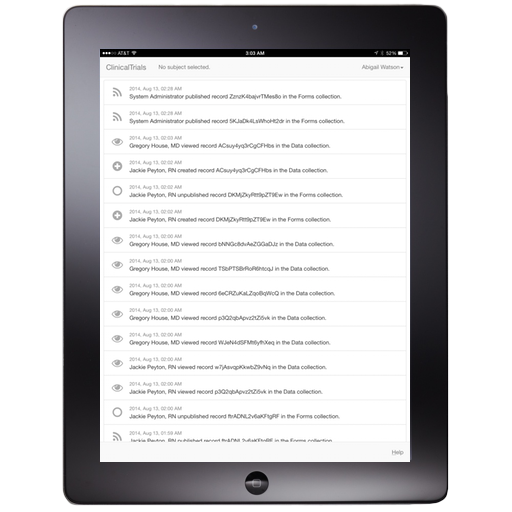 AT&T 3:03 AM 52%
ClinicalTrials No subject selected. Abigail Watson
2014, Aug 13, 02:28 AM
System Administrator published record ZznzK4bajvrTMes8o in the Forms collection.
2014, Aug 13, 02:28 AM
System Administrator published record 5KJaDk4LsWhoHt2dr in the Forms collection.
2014, Aug 13, 02:03 AM
Gregory House, MD viewed record ACsuy4yq3rCgCFHbs in the Data collection.
2014, Aug 13, 02:02 AM
Jackie Peyton, RN created record ACsuy4yq3rCgCFHbs in the Data collection.
2014, Aug 13, 02:00 AM
Jackie Peyton, RN unpublished record DKMjZkyRtt9pZT9Ew in the Forms collection.
2014, Aug 13, 02:00 AM
Jackie Peyton, RN created record DKMjZkyRtt9pZT9Ew in the Forms collection.
2014, Aug 13, 02:00 AM
Gregory House, MD viewed record bNNGc8dvAeZGGaDJz in the Data collection.
2014, Aug 13, 02:00 AM
Gregory House, MD viewed record TSbPTSBrRoR6htcqJ in the Data collection.
2014, Aug 13, 02:00 AM
Gregory House, MD viewed record 6eCRZuKaLZqoBqWcQ in the Data collection.
2014, Aug 13, 02:00 AM
Gregory House, MD viewed record p3Q2qbApvz2tZi5vk in the Data collection.
2014, Aug 13, 02:00 AM
Gregory House, MD viewed record WJeN4dSFMt6yfhXeq in the Data collection.
2014, Aug 13, 02:00 AM
Jackie Peyton, RN viewed record w7jAsvqpKkwbZ9vNq in the Data collection.
2014, Aug 13, 02:00 AM
Jackie Peyton, RN viewed record p3Q2qbApvz2tZi5vk in the Data collection.
2014, Aug 13, 02:00 AM
Jackie Peyton, RN unpublished record ftrADNL2v6aKFtgRF in the Forms collection.
2014, Aug 13, 01:59 AM
Jackie Peyton, RN published record ftrADNL2v6aKFtgRF in the Forms collection.
Help